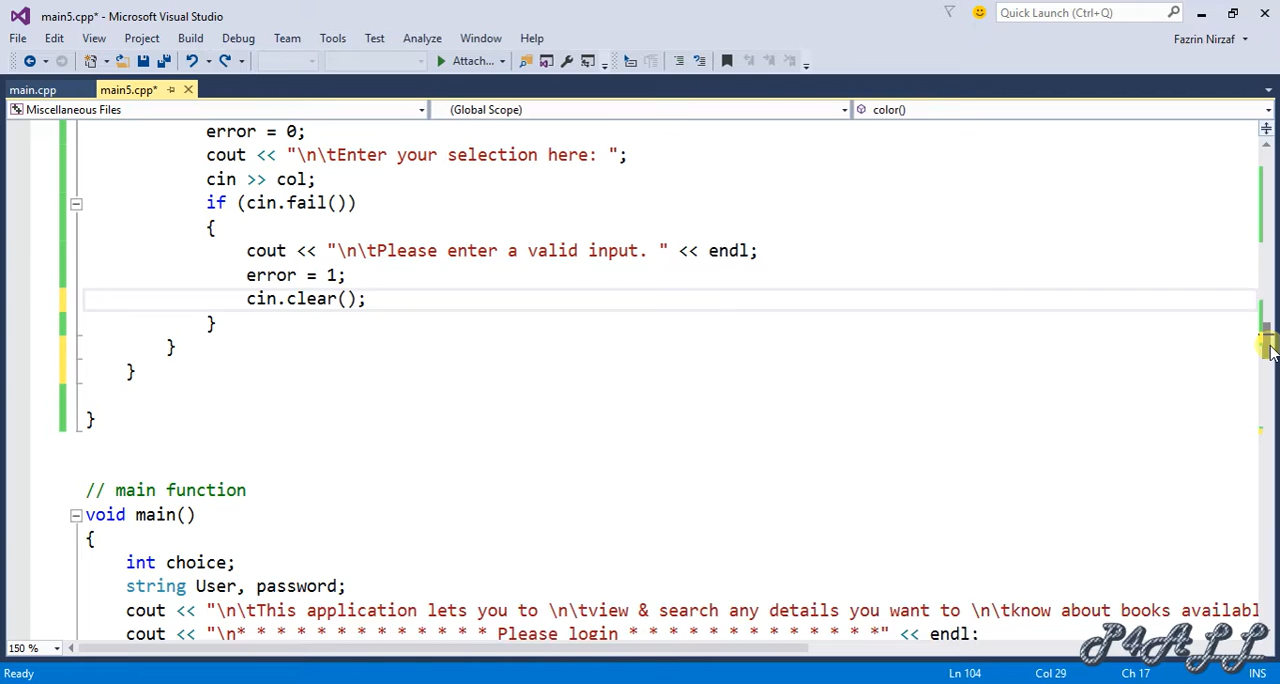 main5.cpp* - Microsoft Visual Studio
Quick Launch (Ctrl+Q)
File Edit View Project Build Debug Team Tools Test Analyze Window Help
Fazrin Nirzaf
Attach...
main.cpp main5.cpp*
Miscellaneous Files (Global Scope) color()
error = 0;
cout << "\n\tEnter your selection here: ";
cin >> col;
if (cin.fail())
{
cout << "\n\tPlease enter a valid input. " << endl;
error = 1;
cin.clear();
}
}
}
}
// main function
void main()
{
int choice;
string User, password;
cout << "\n\tThis application lets you to \n\tview & search any details you want to \n\tknow about books availabl
cout << "\n* * * * * * * * * * * * * Please login * * * * * * * * * * * * *" << endl;
P4ALL
150 %
Ready Ln 104 Col 29 Ch 17 INS